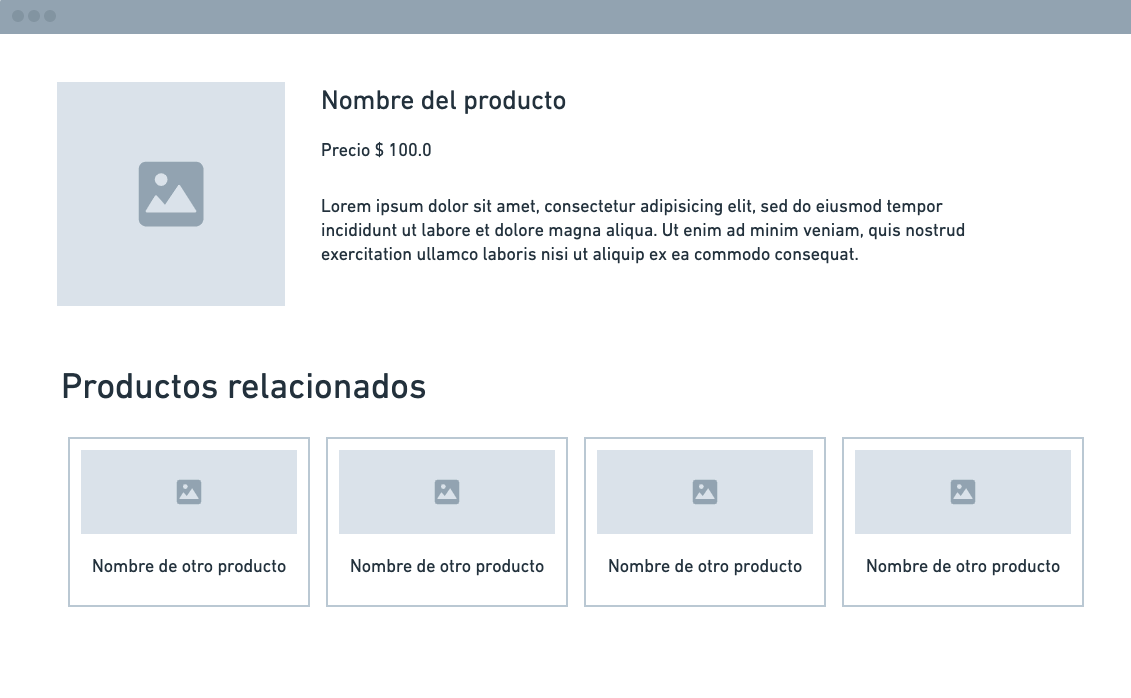 Nombre del producto
Precio $ 100.0
Lorem ipsum dolor sit amet, consectetur adipisicing elit, sed do eiusmod tempor
incididunt ut labore et dolore magna aliqua. Ut enim ad minim veniam, quis nostrud
exercitation ullamco laboris nisi ut aliquip ex ea commodo consequat.
Productos relacionados
Nombre de otro producto
Nombre de otro producto
Nombre de otro producto
Nombre de otro producto